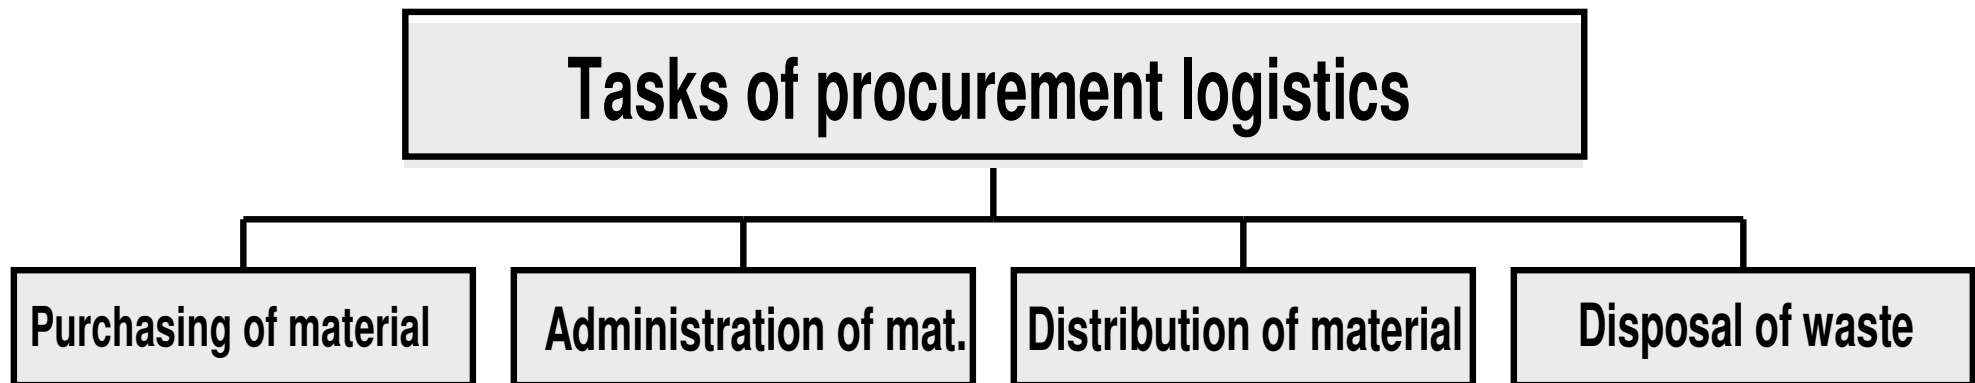 Tasks of procurement logistics
Purchasing of material
Administration of mat.
Distribution of material
Disposal of waste